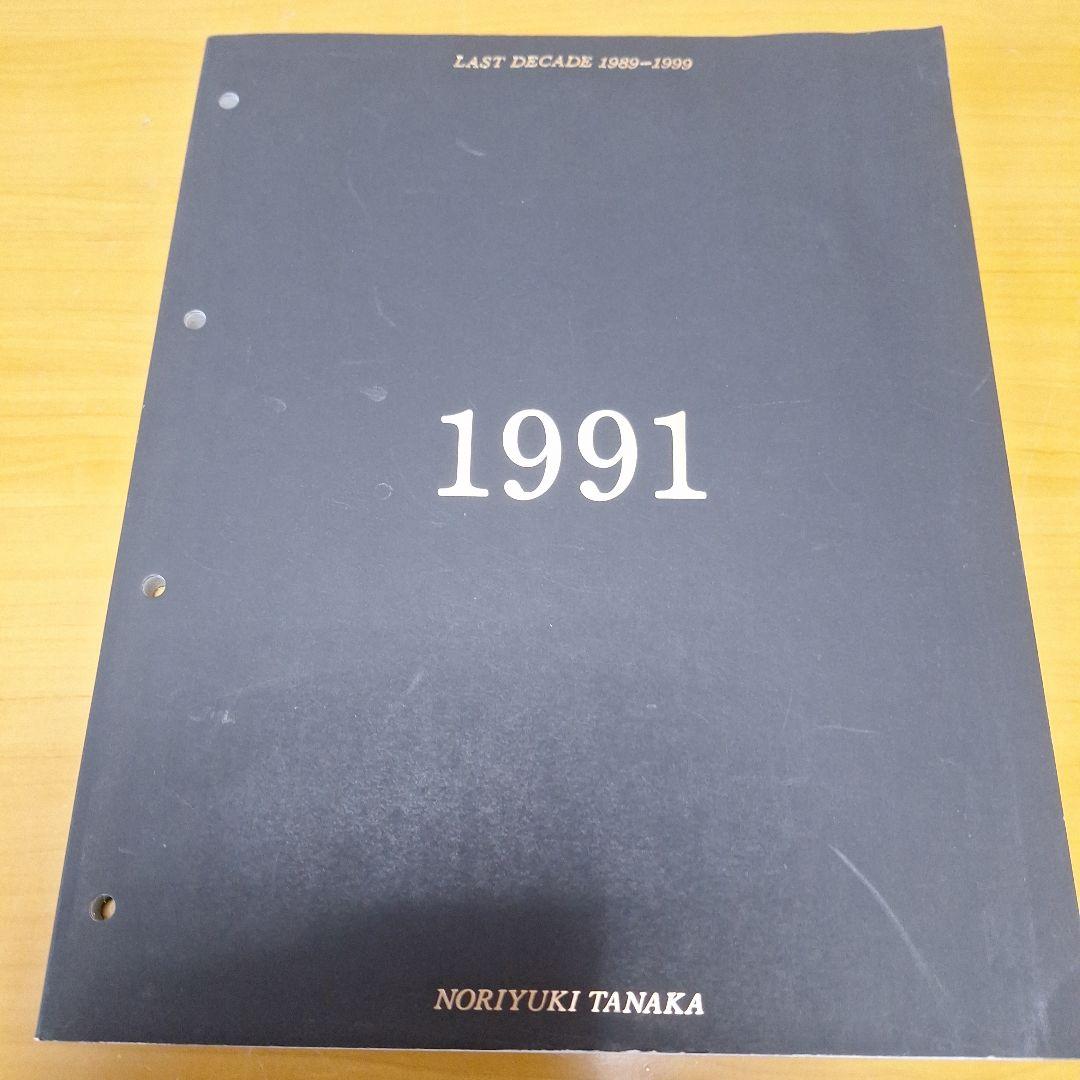 LAST DECADE 1989-1999
1991
NORIYUKI TANAKA